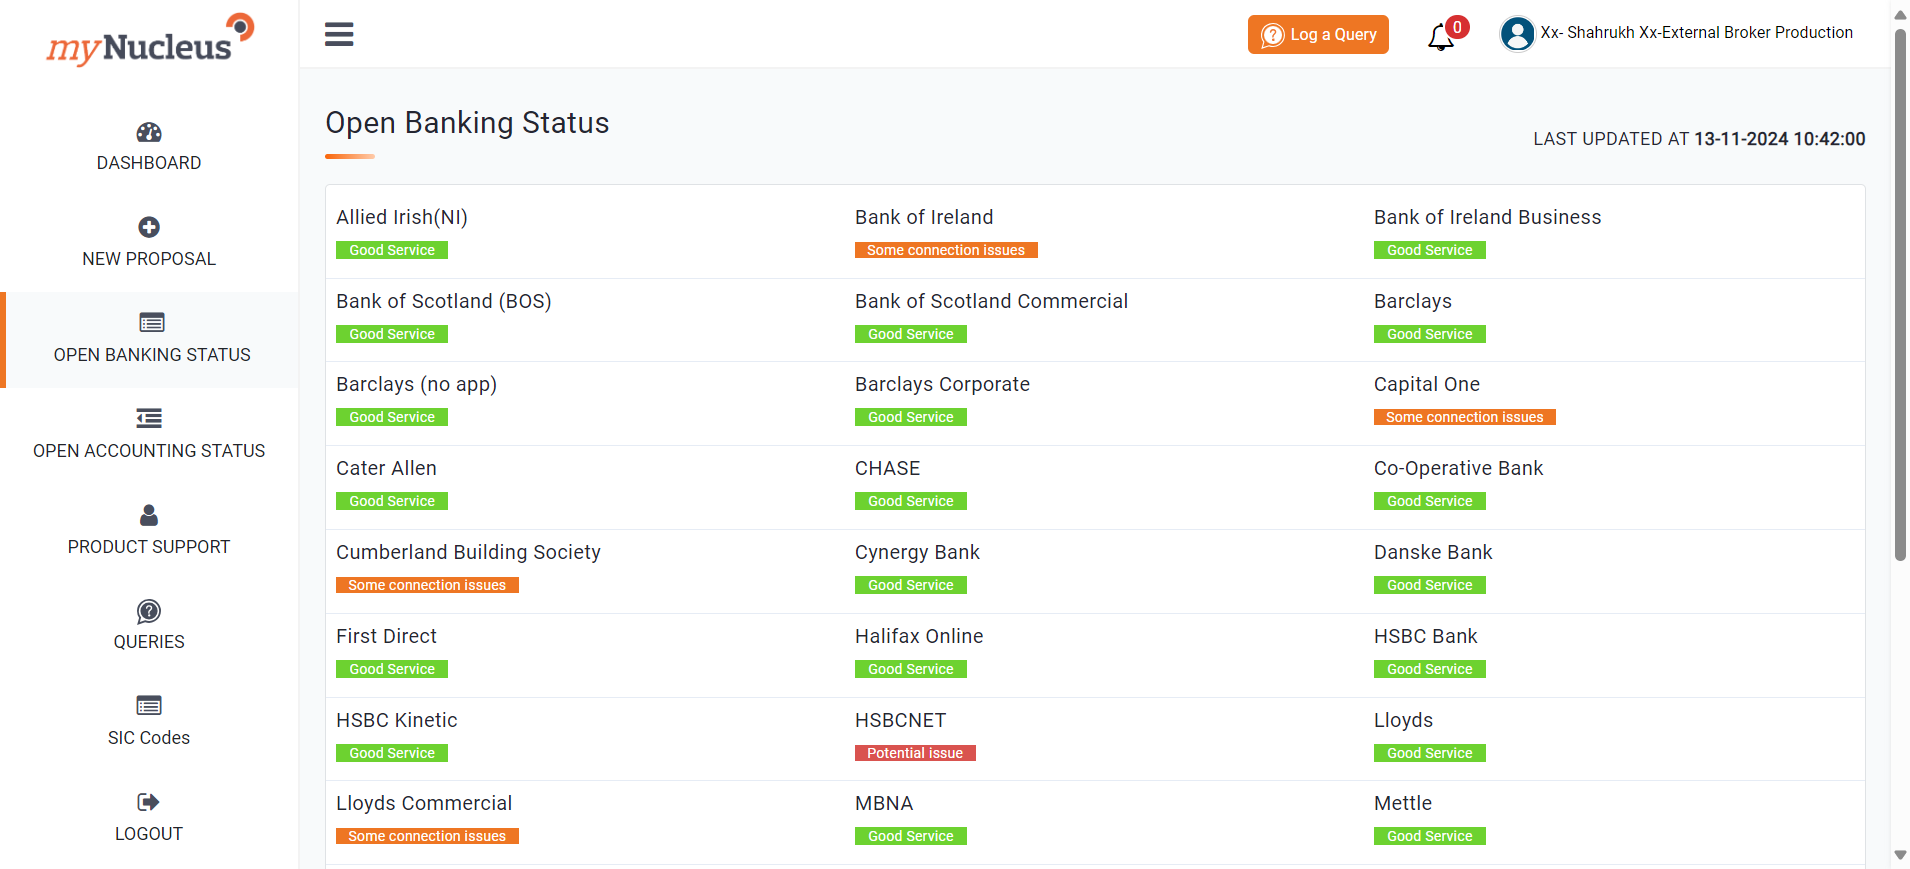 myNucleus
Log a Query
0
Xx- Shahrukh Xx-External Broker Production
DASHBOARD
NEW PROPOSAL
OPEN BANKING STATUS
OPEN ACCOUNTING STATUS
PRODUCT SUPPORT
QUERIES
SIC Codes
LOGOUT
Open Banking Status
LAST UPDATED AT 13-11-2024 10:42:00
Allied Irish(NI)
Good Service
Bank of Ireland
Some connection issues
Bank of Ireland Business
Good Service
Bank of Scotland (BOS)
Good Service
Bank of Scotland Commercial
Good Service
Barclays
Good Service
Barclays (no app)
Good Service
Barclays Corporate
Good Service
Capital One
Some connection issues
Cater Allen
Good Service
CHASE
Good Service
Co-Operative Bank
Good Service
Cumberland Building Society
Some connection issues
Cynergy Bank
Good Service
Danske Bank
Good Service
First Direct
Good Service
Halifax Online
Good Service
HSBC Bank
Good Service
HSBC Kinetic
Good Service
HSBCNET
Potential issue
Lloyds
Good Service
Lloyds Commercial
Some connection issues
MBNA
Good Service
Mettle
Good Service